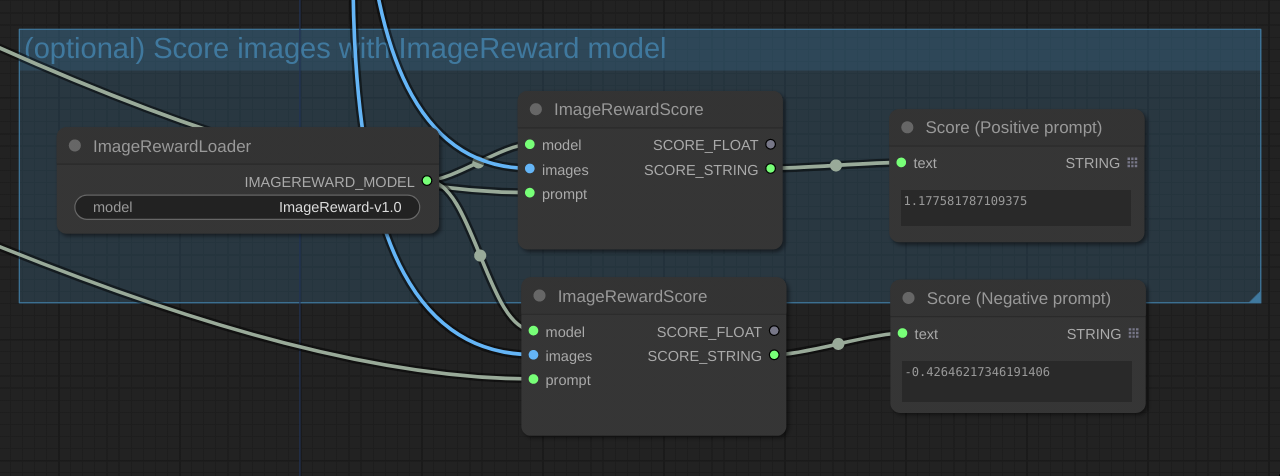 (optional) Score images with ImageReward model
ImageRewardLoader
IMAGEREWARD_MODEL
model ImageReward-v1.0
ImageRewardScore
model SCORE_FLOAT
images SCORE_STRING
prompt
Score (Positive prompt)
text STRING
1.177581787109375
ImageRewardScore
model SCORE_FLOAT
images SCORE_STRING
prompt
Score (Negative prompt)
text STRING
-0.42646217346191406